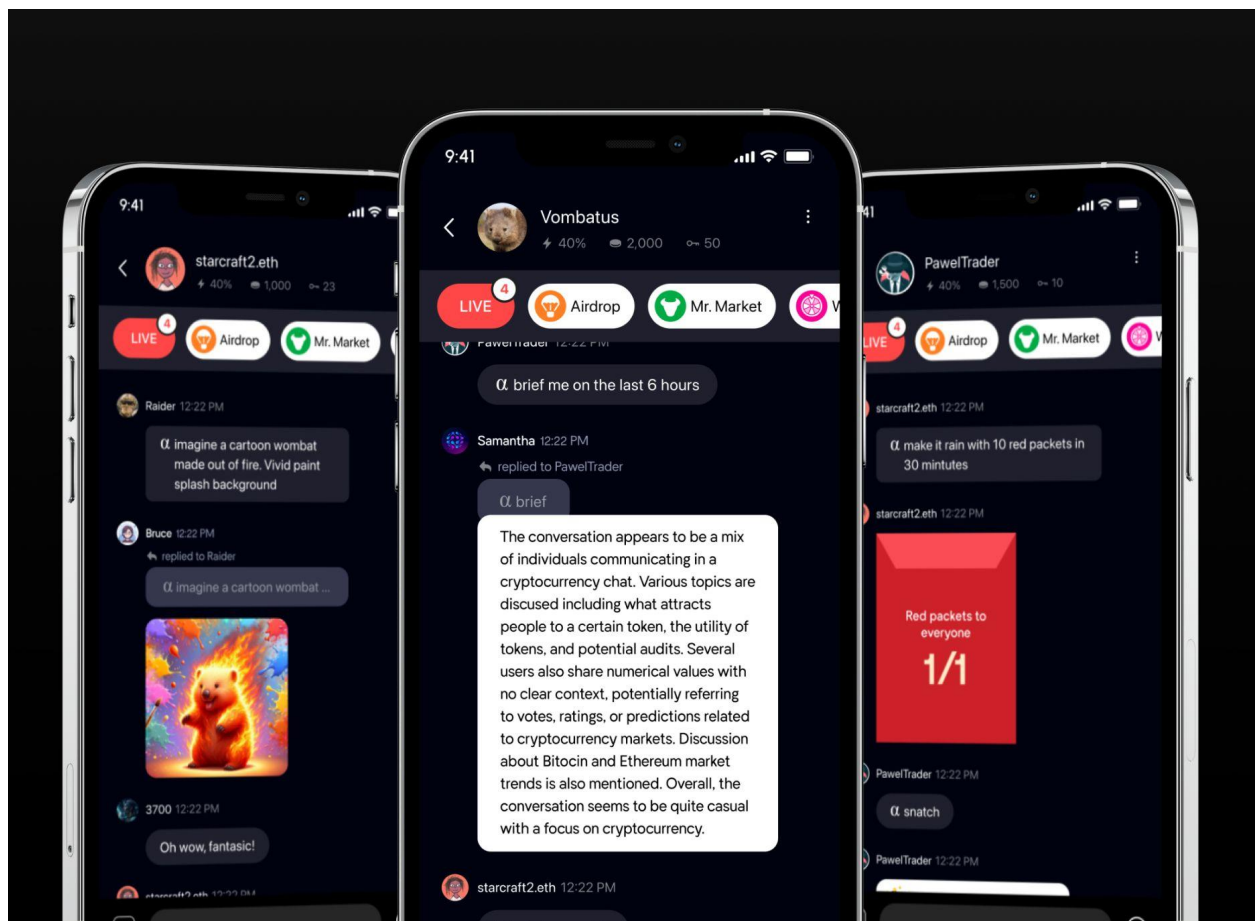 9:41
starcraft2.eth
40% 1,000 23
LIVE 4 Airdrop Mr. Market
Raider 12:22 PM
α imagine a cartoon wombat
made out of fire. Vivid paint
splash background
Bruce 12:22 PM
replied to Raider
α imagine a cartoon wombat ...
3700 12:22 PM
Oh wow, fantasic!
starcraft2.eth 12:22 PM
9:41
Vombatus
40% 2,000 50
LIVE 4 Airdrop Mr. Market
PawelTrader 12:22 PM
α brief me on the last 6 hours
Samantha 12:22 PM
replied to PawelTrader
α brief
The conversation appears to be a mix
of individuals communicating in a
cryptocurrency chat. Various topics are
discused including what attracts
people to a certain token, the utility of
tokens, and potential audits. Several
users also share numerical values with
no clear context, potentially referring
to votes, ratings, or predictions related
to cryptocurrency markets. Discussion
about Bitocin and Ethereum market
trends is also mentioned. Overall, the
conversation seems to be quite casual
with a focus on cryptocurrency.
starcraft2.eth 12:22 PM
41
PawelTrader
40% 1,500 10
LIVE 4 Airdrop Mr. Market
starcraft2.eth 12:22 PM
α make it rain with 10 red packets in
30 mintutes
starcraft2.eth 12:22 PM
Red packets to
everyone
1/1
PawelTrader 12:22 PM
α snatch
PawelTrader 12:22 PM